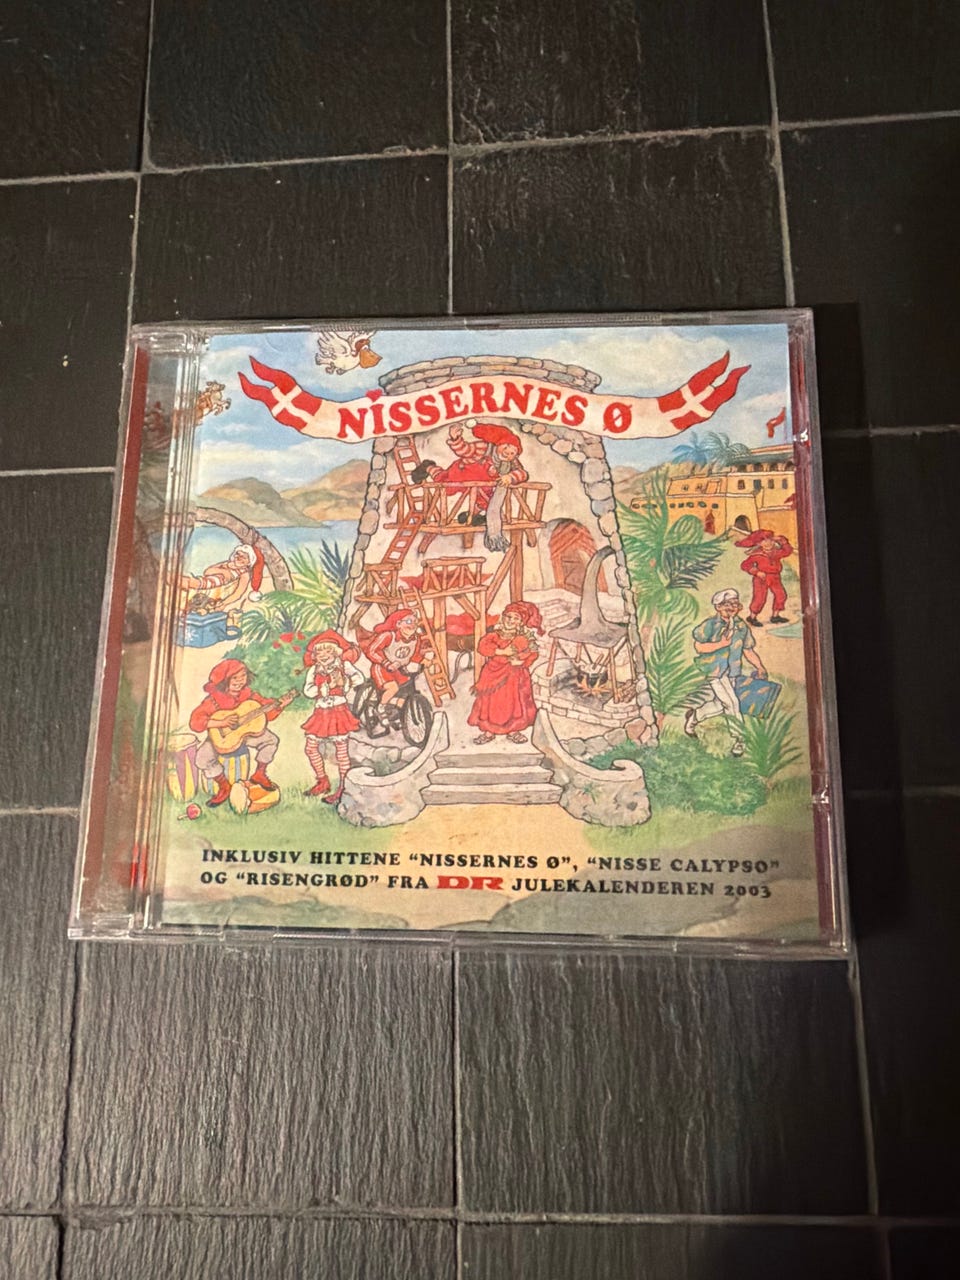 NISSERNES Ø
INKLUSIV HITTENE "NISSERNES Ø", "NISSE CALYPSO"
OG "RISENGRØD" FRA DR JULEKALENDEREN 2003